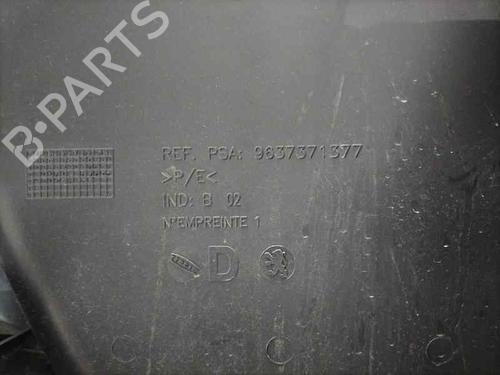 B-PARTS
REF. PSA: 9637371377
>P/E<
IND: B 02
N°EMPREINTE 1
D